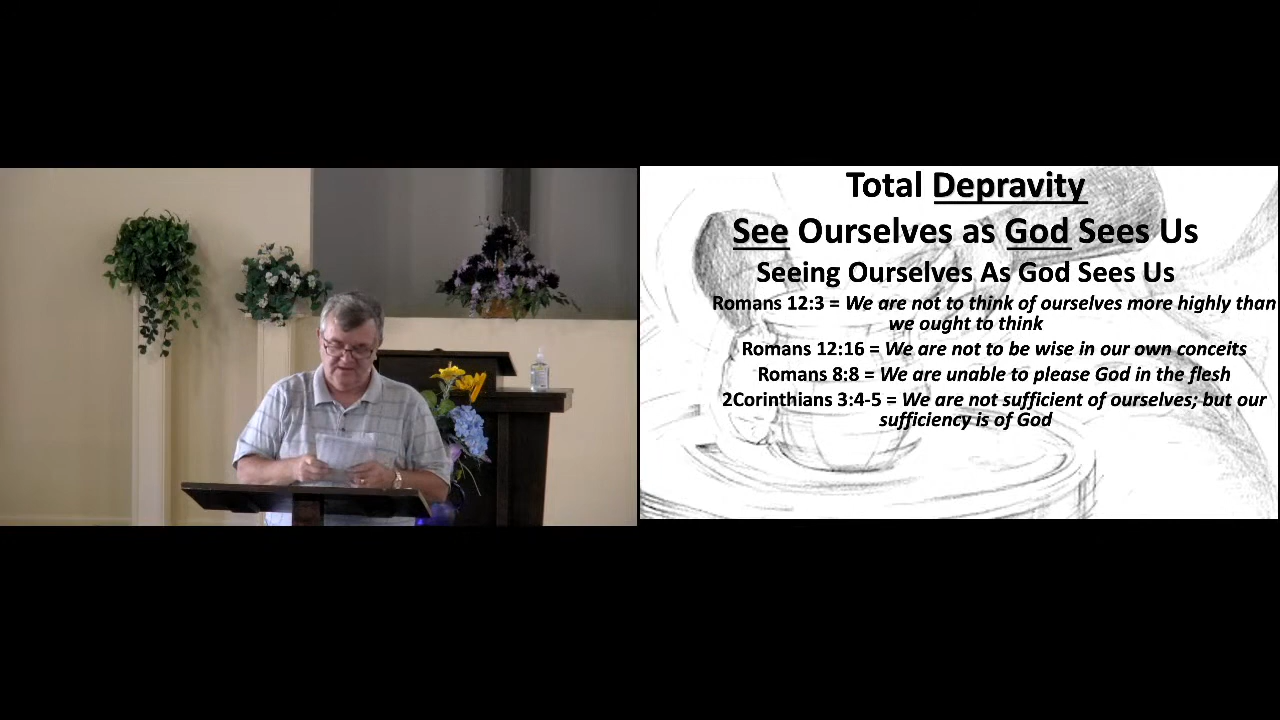 Total Depravity
See Ourselves as God Sees Us
Seeing Ourselves As God Sees Us
Romans 12:3 = We are not to think of ourselves more highly than
we ought to think
Romans 12:16 = We are not to be wise in our own conceits
Romans 8:8 = We are unable to please God in the flesh
2Corinthians 3:4-5 = We are not sufficient of ourselves; but our
sufficiency is of God